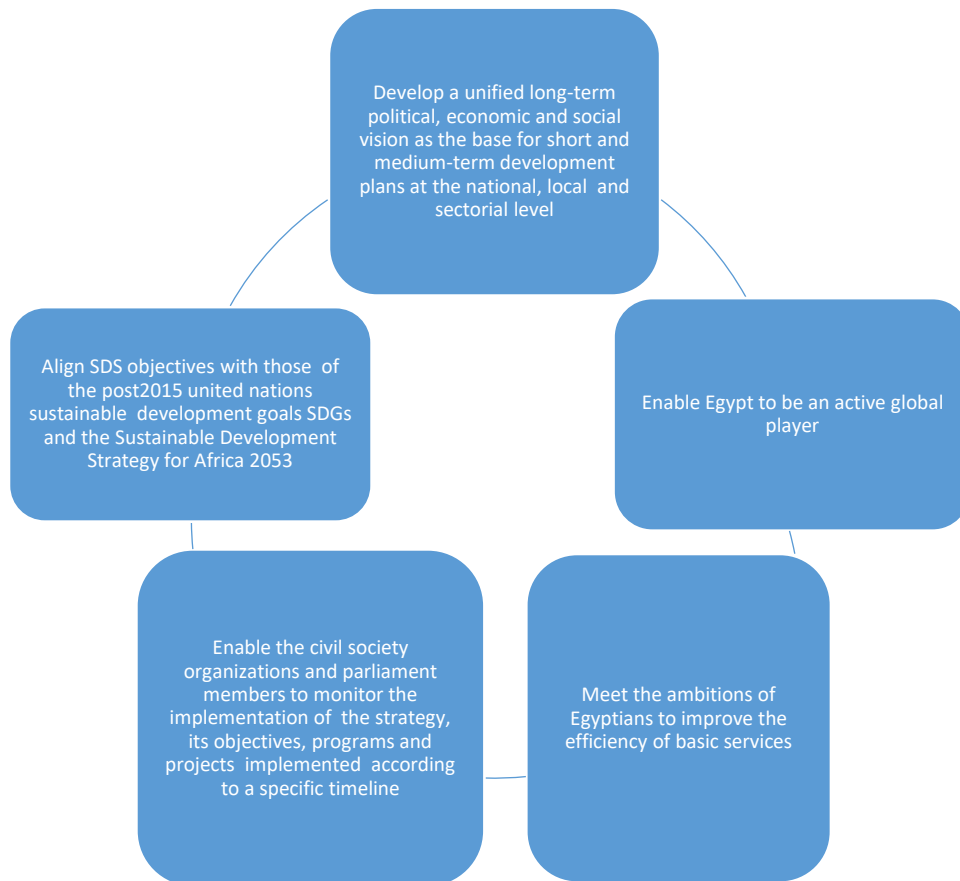 Develop a unified long-term
political, economic and social
vision as the base for short and
medium-term development
plans at the national, local and
sectorial level
Enable Egypt to be an active global
player
Meet the ambitions of
Egyptians to improve the
efficiency of basic services
Enable the civil society
organizations and parliament
members to monitor the
implementation of the strategy,
its objectives, programs and
projects implemented according
to a specific timeline
Align SDS objectives with those of
the post2015 united nations
sustainable development goals SDGs
and the Sustainable Development
Strategy for Africa 2053